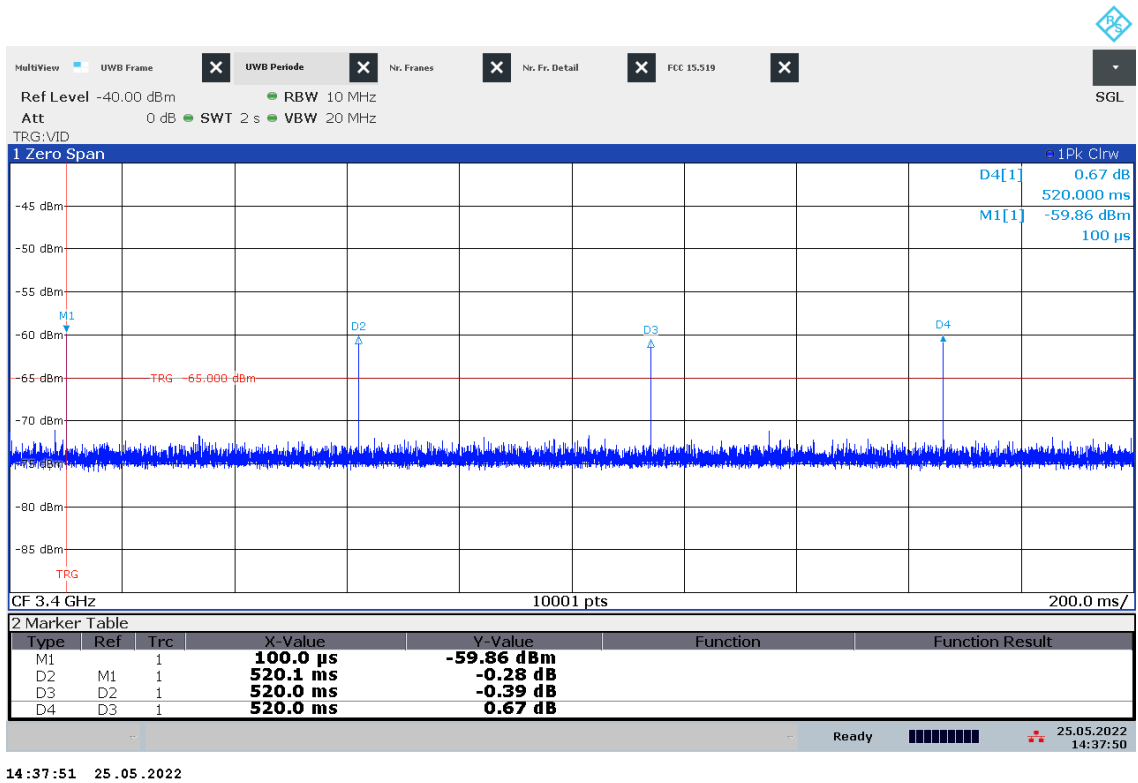 R&S
MultiView UWB Frame UWB Periode Nr. Franes Nr. Fr. Detail FCC 15.519
Ref Level -40.00 dBm RBW 10 MHz SGL
Att 0 dB SWT 2 s VBW 20 MHz
TRG:VID
1 Zero Span 1Pk Clrw
D4[1] 0.67 dB
520.000 ms
-45 dBm
M1[1] -59.86 dBm
100 µs
-50 dBm
-55 dBm
M1
D2 D3 D4
-60 dBm
-65 dBm TRG -65.000 dBm
-70 dBm
-75 dBm
-80 dBm
-85 dBm
TRG
CF 3.4 GHz 10001 pts 200.0 ms/
2 Marker Table
Type Ref Trc X-Value Y-Value Function Function Result
M1 1 100.0 µs -59.86 dBm
D2 M1 1 520.1 ms -0.28 dB
D3 D2 1 520.0 ms -0.39 dB
D4 D3 1 520.0 ms 0.67 dB
Ready 25.05.2022
14:37:50
14:37:51 25.05.2022